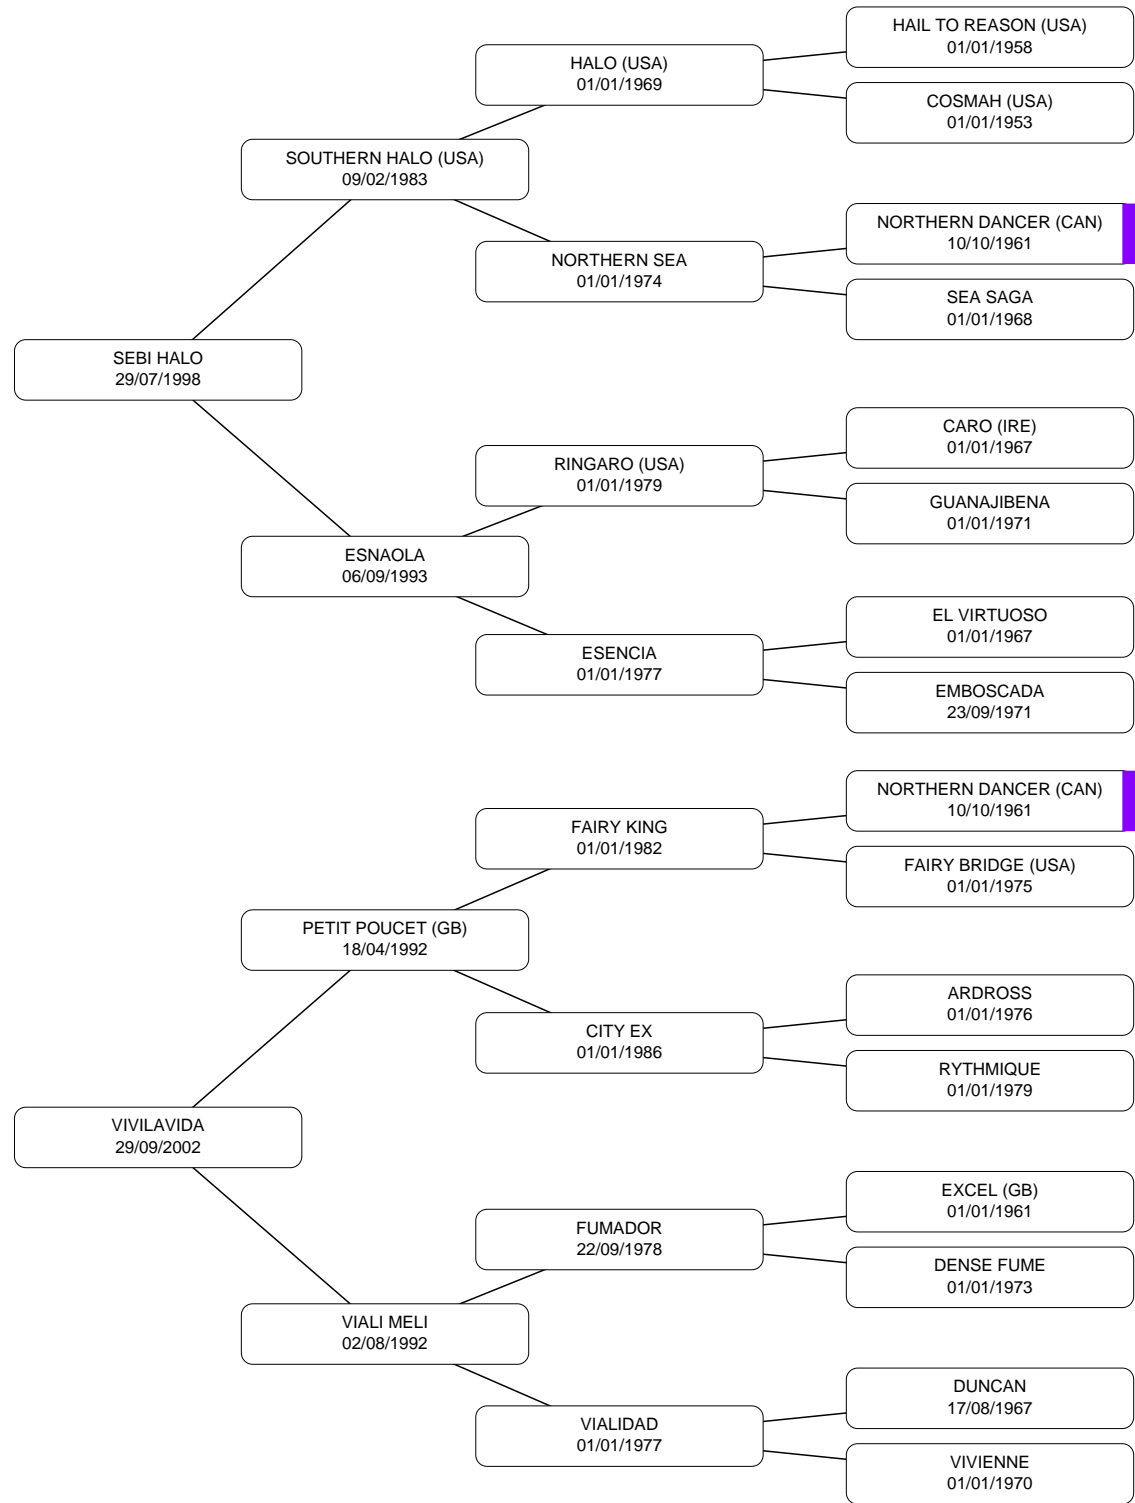 HAIL TO REASON (USA)
01/01/1958
HALO (USA)
01/01/1969
COSMAH (USA)
01/01/1953
SOUTHERN HALO (USA)
09/02/1983
NORTHERN DANCER (CAN)
10/10/1961
NORTHERN SEA
01/01/1974
SEA SAGA
01/01/1968
SEBI HALO
29/07/1998
CARO (IRE)
01/01/1967
RINGARO (USA)
01/01/1979
GUANAJIBENA
01/01/1971
ESNAOLA
06/09/1993
EL VIRTUOSO
01/01/1967
ESENCIA
01/01/1977
EMBOSCADA
23/09/1971
NORTHERN DANCER (CAN)
10/10/1961
FAIRY KING
01/01/1982
FAIRY BRIDGE (USA)
01/01/1975
PETIT POUCET (GB)
18/04/1992
ARDROSS
01/01/1976
CITY EX
01/01/1986
RYTHMIQUE
01/01/1979
VIVILAVIDA
29/09/2002
EXCEL (GB)
01/01/1961
FUMADOR
22/09/1978
DENSE FUME
01/01/1973
VIALI MELI
02/08/1992
DUNCAN
17/08/1967
VIALIDAD
01/01/1977
VIVIENNE
01/01/1970